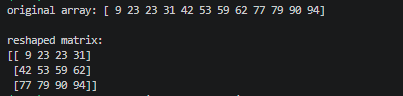 original array: [ 9 23 23 31 42 53 59 62 77 79 90 94]
reshaped matrix:
[[ 9 23 23 31]
[42 53 59 62]
[77 79 90 94]]